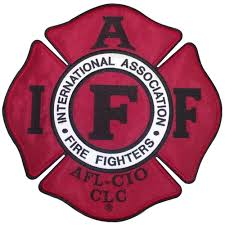 A
I F F
INTERNATIONAL ASSOCIATION
• FIRE FIGHTERS •
AFL-CIO
CLC
®